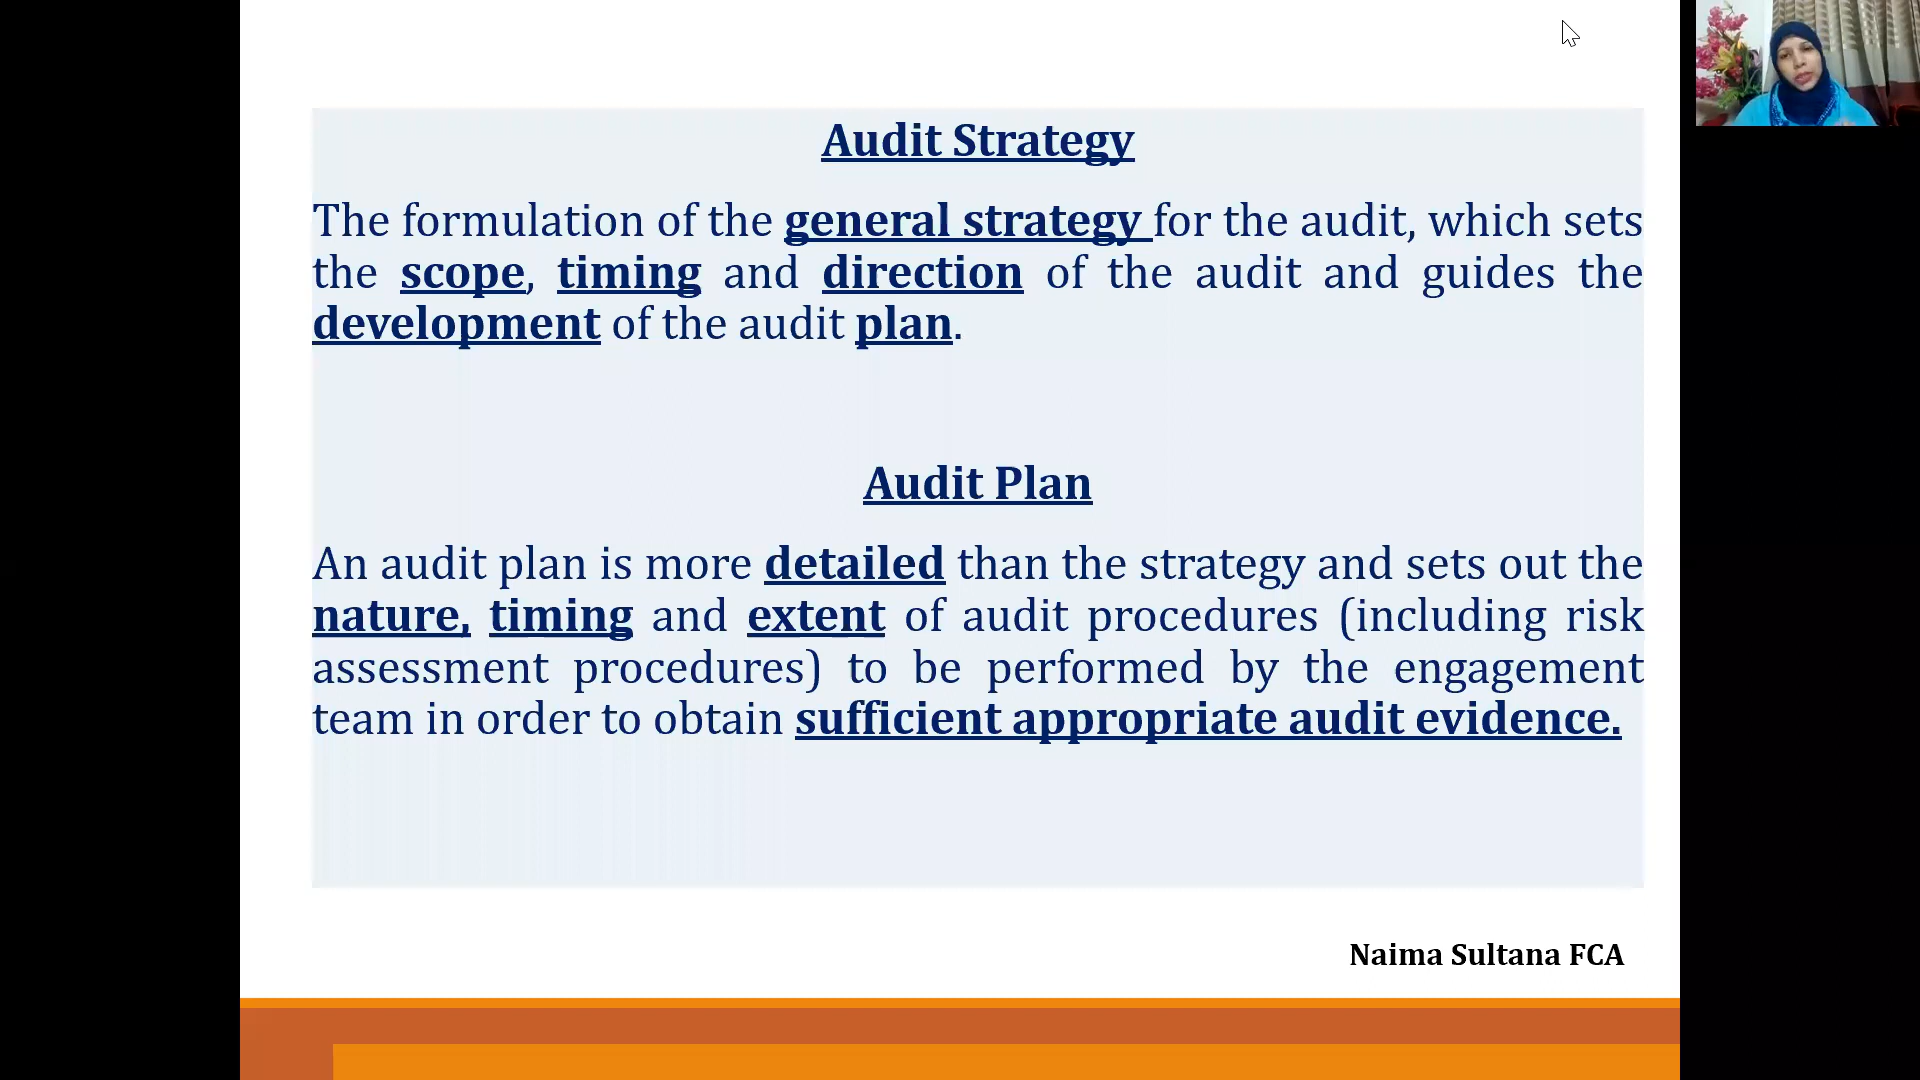 Audit Strategy
The formulation of the general strategy for the audit, which sets
the scope, timing and direction of the audit and guides the
development of the audit plan.
Audit Plan
An audit plan is more detailed than the strategy and sets out the
nature, timing and extent of audit procedures (including risk
assessment procedures) to be performed by the engagement
team in order to obtain sufficient appropriate audit evidence.
Naima Sultana FCA